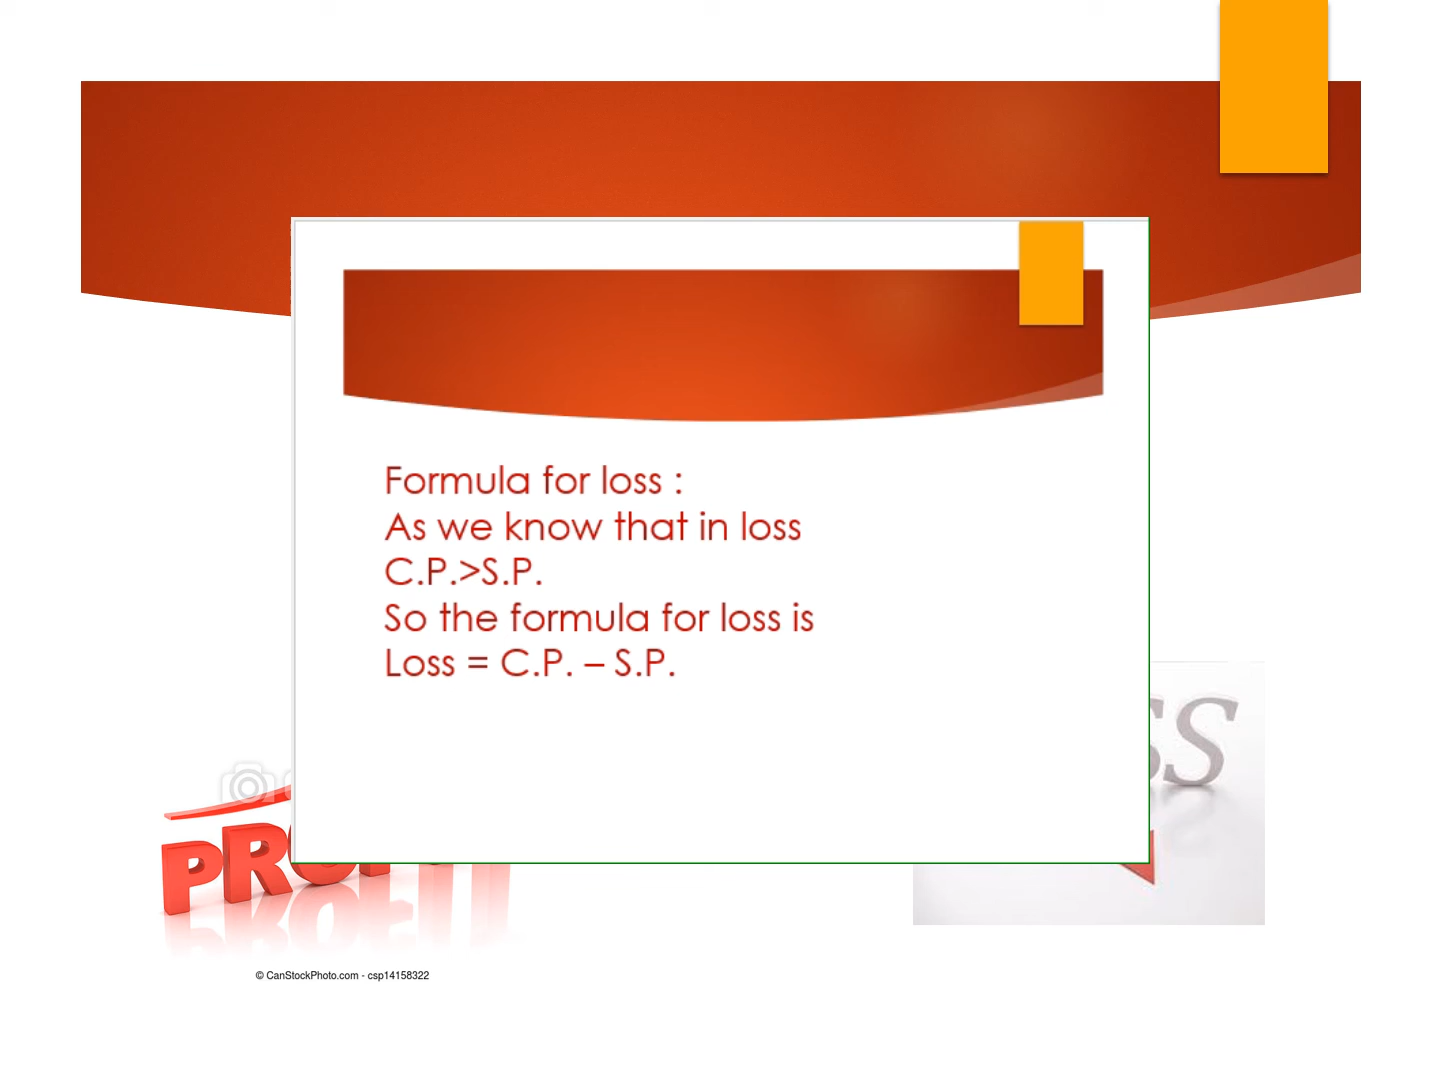 Formula for loss :
As we know that in loss
C.P.>S.P.
So the formula for loss is
Loss = C.P. – S.P.
© CanStockPhoto.com - csp14158322